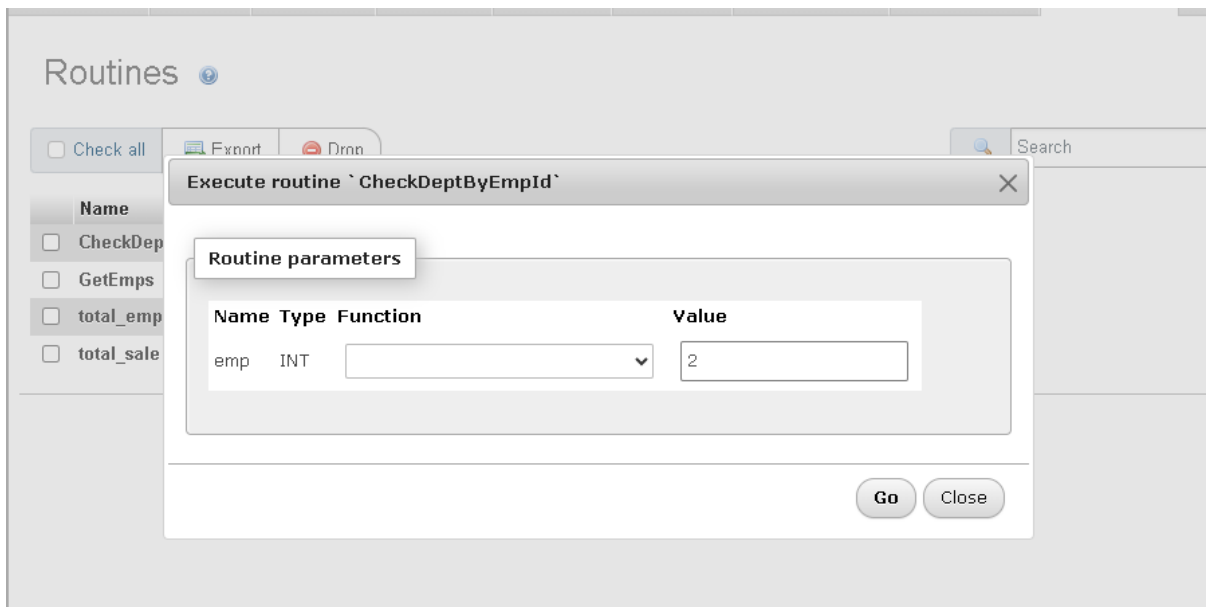 Routines
Check all Export Drop Search
Execute routine `CheckDeptByEmpId`
Name
CheckDep
Routine parameters
GetEmps
total_emp
Name Type Function Value
total_sale
emp INT 2
Go Close